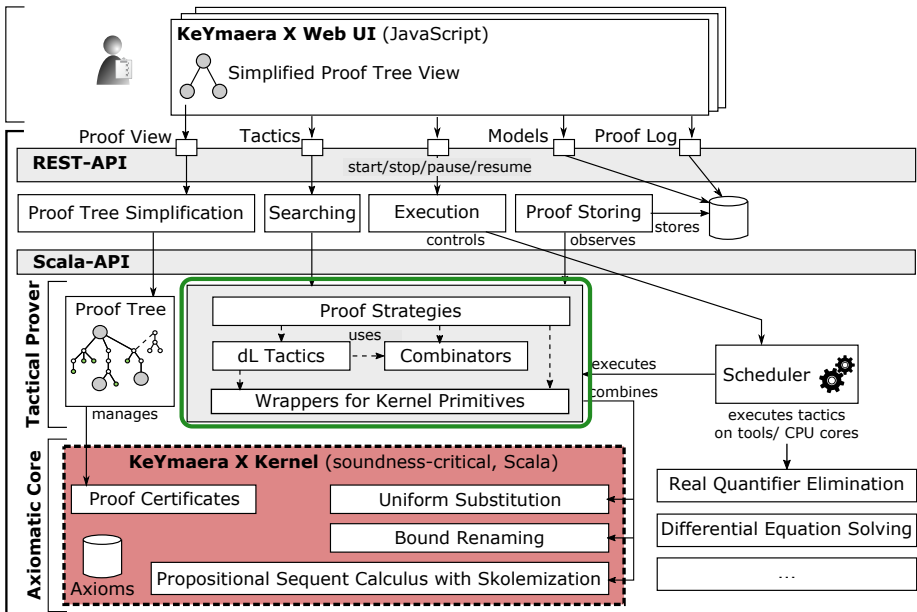 KeYmaera X Web UI (JavaScript)
Simplified Proof Tree View
Proof View
Tactics
Models
Proof Log
REST-API
start/stop/pause/resume
Proof Tree Simplification
Searching
Execution
Proof Storing
stores
controls
observes
Scala-API
Tactical Prover
Proof Tree
manages
Proof Strategies
uses
dL Tactics
Combinators
Wrappers for Kernel Primitives
executes
combines
Scheduler
executes tactics
on tools/ CPU cores
Axiomatic Core
KeYmaera X Kernel (soundness-critical, Scala)
Proof Certificates
Uniform Substitution
Bound Renaming
Axioms
Propositional Sequent Calculus with Skolemization
Real Quantifier Elimination
Differential Equation Solving
...